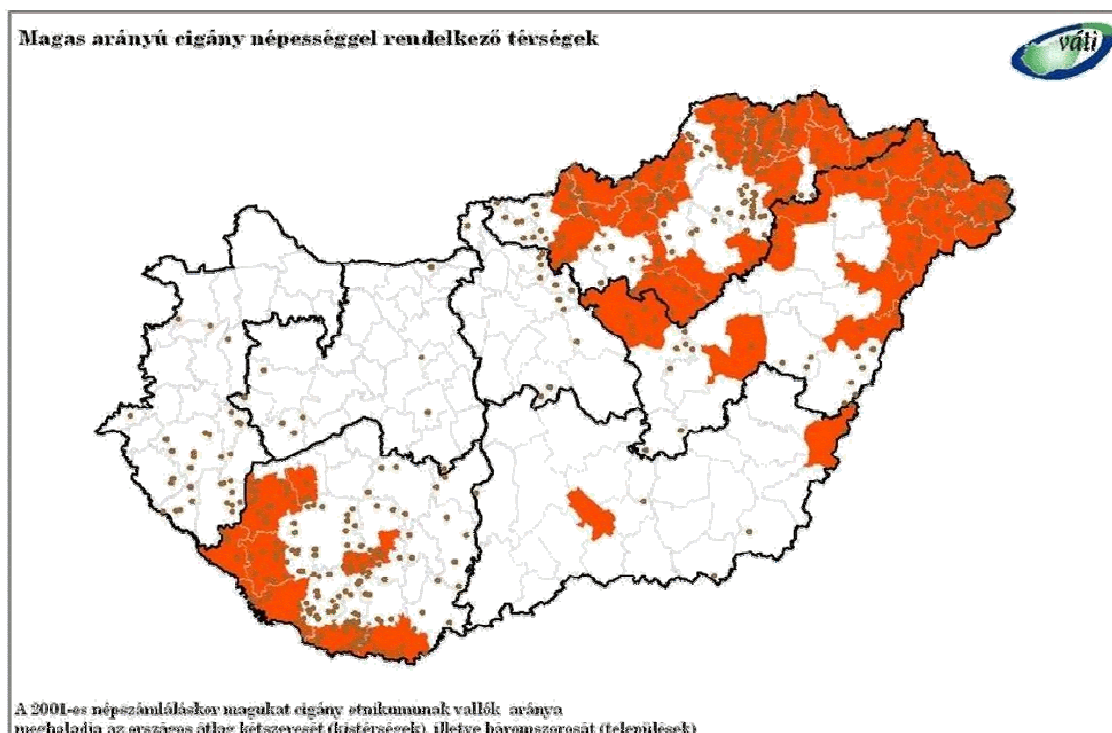 Magas arányú cigány népességgel rendelkező térségek
váti
A 2001-es népszámláláskor magukat cigány etnikumunak vallók aránya
meghaladja az országos átlag kétszeresét (kistérségek), illetve háromszorosát (települések)